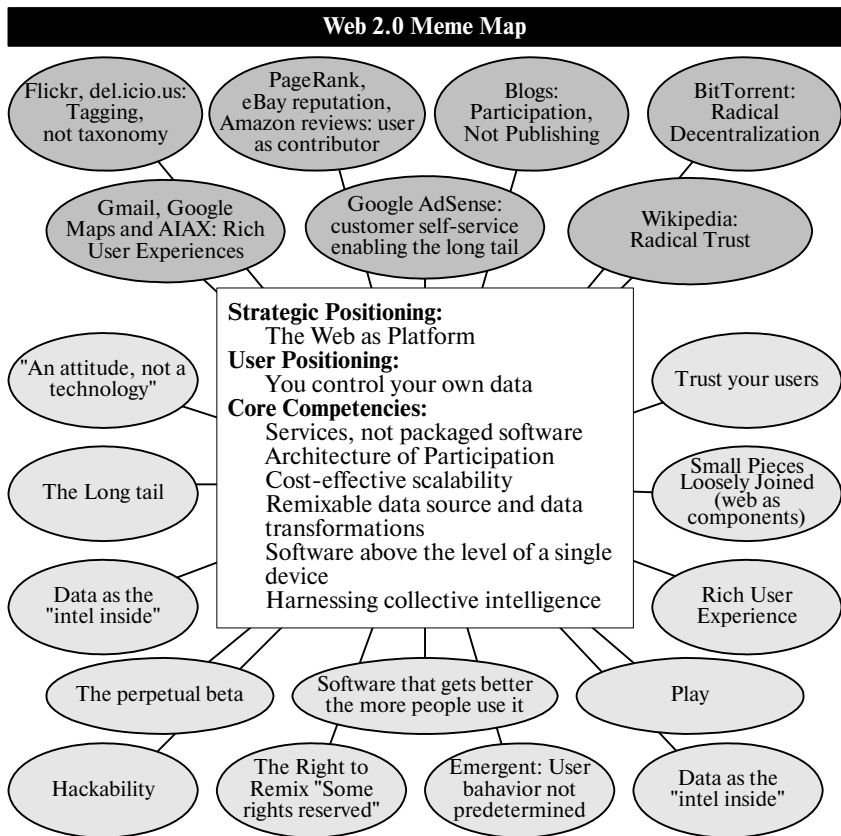 Web 2.0 Meme Map
Flickr, del.icio.us:
Tagging,
not taxonomy
PageRank,
eBay reputation,
Amazon reviews: user
as contributor
Blogs:
Participation,
Not Publishing
BitTorrent:
Radical
Decentralization
Gmail, Google
Maps and AIAX: Rich
User Experiences
Google AdSense:
customer self-service
enabling the long tail
Wikipedia:
Radical Trust
Strategic Positioning:
The Web as Platform
User Positioning:
You control your own data
Core Competencies:
Services, not packaged software
Architecture of Participation
Cost-effective scalability
Remixable data source and data
transformations
Software above the level of a single
device
Harnessing collective intelligence
"An attitude, not a
technology"
Trust your users
The Long tail
Small Pieces
Loosely Joined
(web as
components)
Data as the
"intel inside"
Rich User
Experience
The perpetual beta
Software that gets better
the more people use it
Play
Hackability
The Right to
Remix "Some
rights reserved"
Emergent: User
bahavior not
predetermined
Data as the
"intel inside"